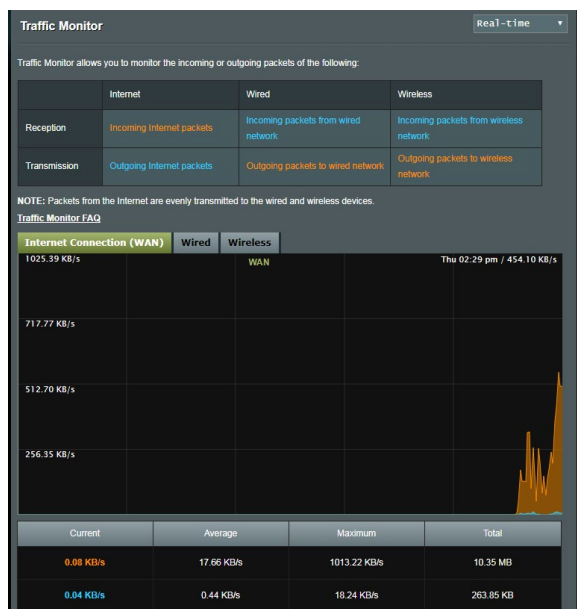 Traffic Monitor
Real-time
Traffic Monitor allows you to monitor the incoming or outgoing packets of the following:
Internet Wired Wireless
Reception Incoming Internet packets Incoming packets from wired network Incoming packets from wireless network
Transmission Outgoing Internet packets Outgoing packets to wired network Outgoing packets to wireless network
NOTE: Packets from the Internet are evenly transmitted to the wired and wireless devices.
Traffic Monitor FAQ
Internet Connection (WAN) Wired Wireless
1025.39 KB/s WAN Thu 02:29 pm / 454.10 KB/s
717.77 KB/s
512.70 KB/s
256.35 KB/s
Current Average Maximum Total
0.08 KB/s 17.66 KB/s 1013.22 KB/s 10.35 MB
0.04 KB/s 0.44 KB/s 18.24 KB/s 263.85 KB